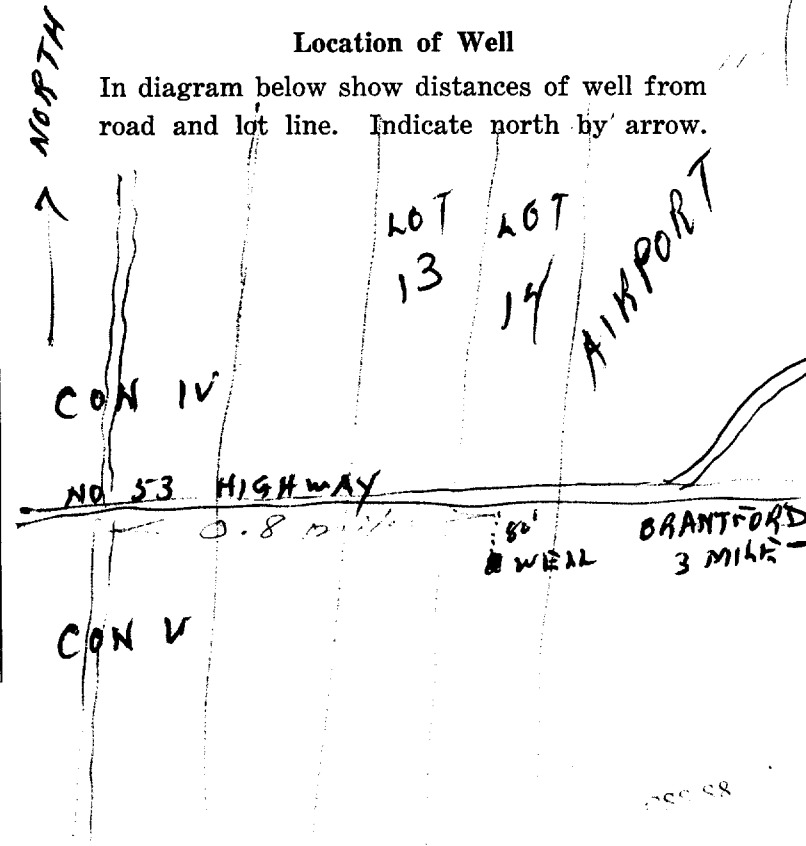 Location of Well
In diagram below show distances of well from
road and lot line. Indicate north by arrow.
NORTH
LOT 13
LOT 14
AIRPORT
CON IV
NO 53 HIGHWAY
0.8 mile
80'
WELL
BRANTFORD
3 MILE
CON V